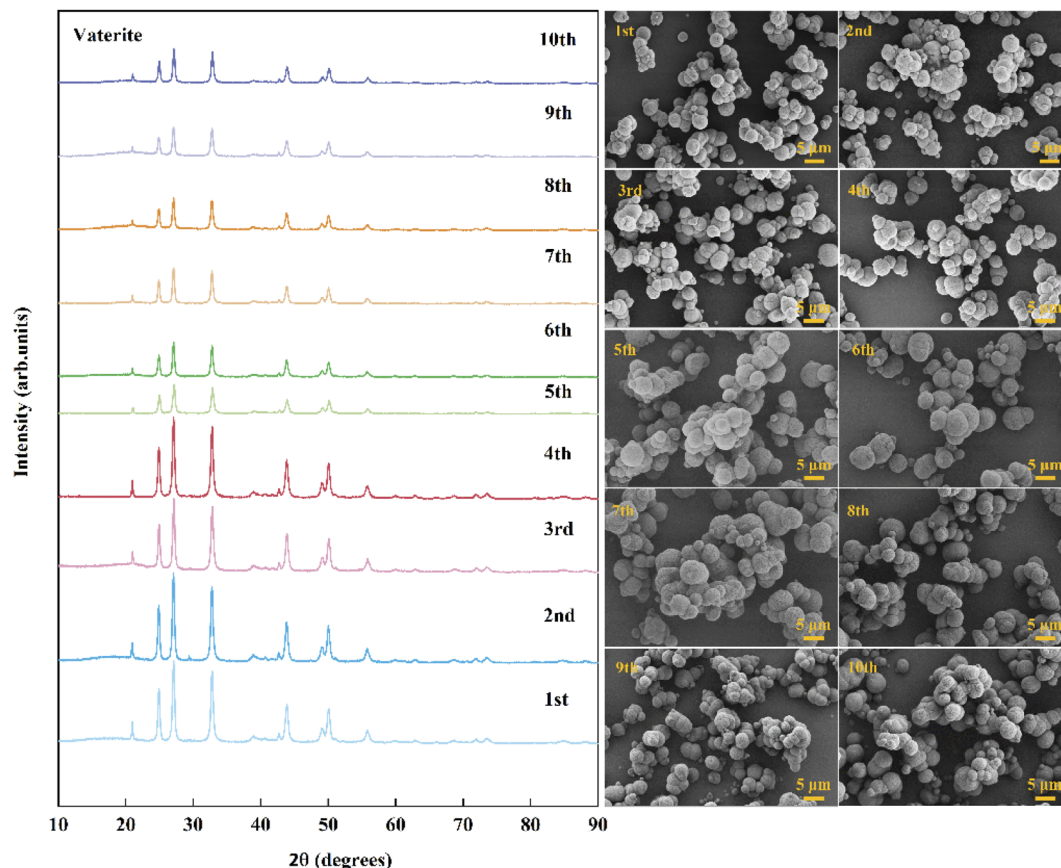 Vaterite
10th
9th
8th
7th
6th
5th
4th
3rd
2nd
1st
Intensity (arb.units)
10 20 30 40 50 60 70 80 90
2θ (degrees)
1st
5 μm
2nd
5 μm
3rd
5 μm
4th
5 μm
5th
5 μm
6th
5 μm
7th
5 μm
8th
5 μm
9th
5 μm
10th
5 μm